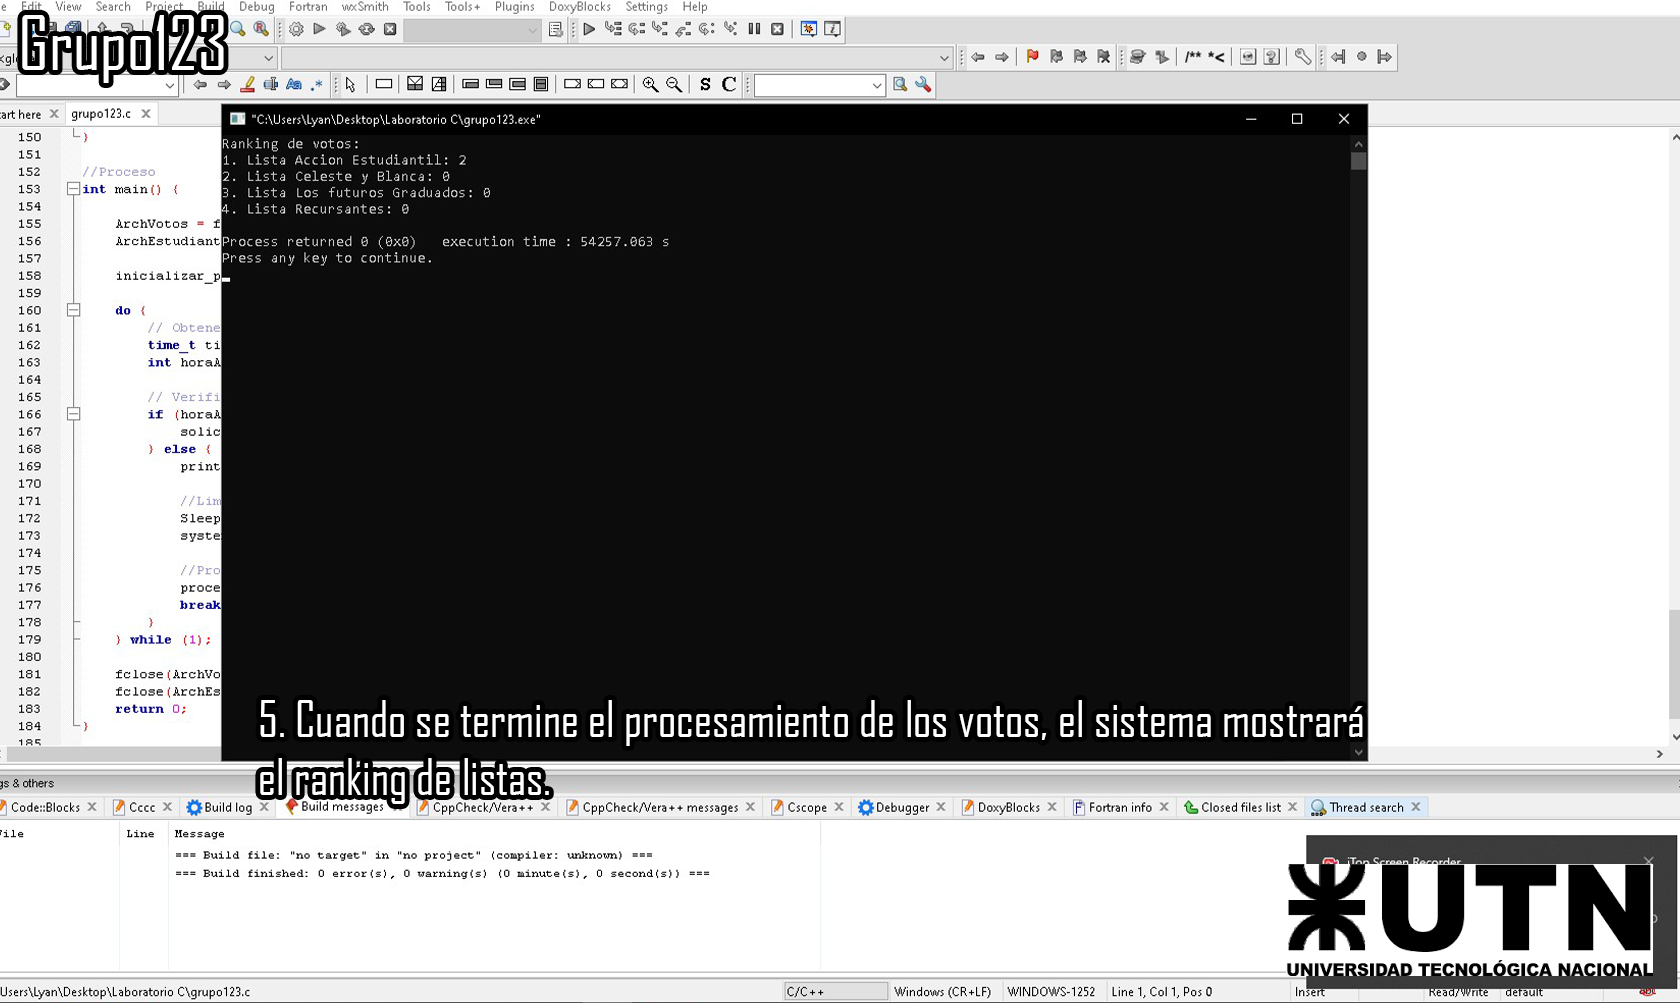 Edit View Search Project Build Debug Fortran wxSmith Tools Tools+ Plugins DoxyBlocks Settings Help
Grupo123
/** *<
S C
start here grupo123.c
"C:\Users\Lyan\Desktop\Laboratorio C\grupo123.exe"
Ranking de votos:
1. Lista Accion Estudiantil: 2
2. Lista Celeste y Blanca: 0
3. Lista Los futuros Graduados: 0
4. Lista Recursantes: 0
Process returned 0 (0x0) execution time : 54257.063 s
Press any key to continue.
150 }
151
152 //Proceso
153 int main() {
154
155 ArchVotos = f
156 ArchEstudiant
157
158 inicializar_p
159
160 do {
161 // Obtene
162 time_t ti
163 int horaA
164
165 // Verifi
166 if (horaA
167 solic
168 } else {
169 print
170
171 //Lim
172 Sleep
173 syste
174
175 //Pro
176 proce
177 break
178 }
179 } while (1);
180
181 fclose(ArchVo
182 fclose(ArchEs
183 return 0;
184 }
185
5. Cuando se termine el procesamiento de los votos, el sistema mostrará
el ranking de listas.
gs & others
Code::Blocks Cccc Build log Build messages CppCheck/Vera++ CppCheck/Vera++ messages Cscope Debugger DoxyBlocks Fortran info Closed files list Thread search
File Line Message
=== Build file: "no target" in "no project" (compiler: unknown) ===
=== Build finished: 0 error(s), 0 warning(s) (0 minute(s), 0 second(s)) ===
iTop Screen Recorder
UTN
UNIVERSIDAD TECNOLÓGICA NACIONAL
Users\Lyan\Desktop\Laboratorio C\grupo123.c C/C++ Windows (CR+LF) WINDOWS-1252 Line 1, Col 1, Pos 0 Insert Read/Write default